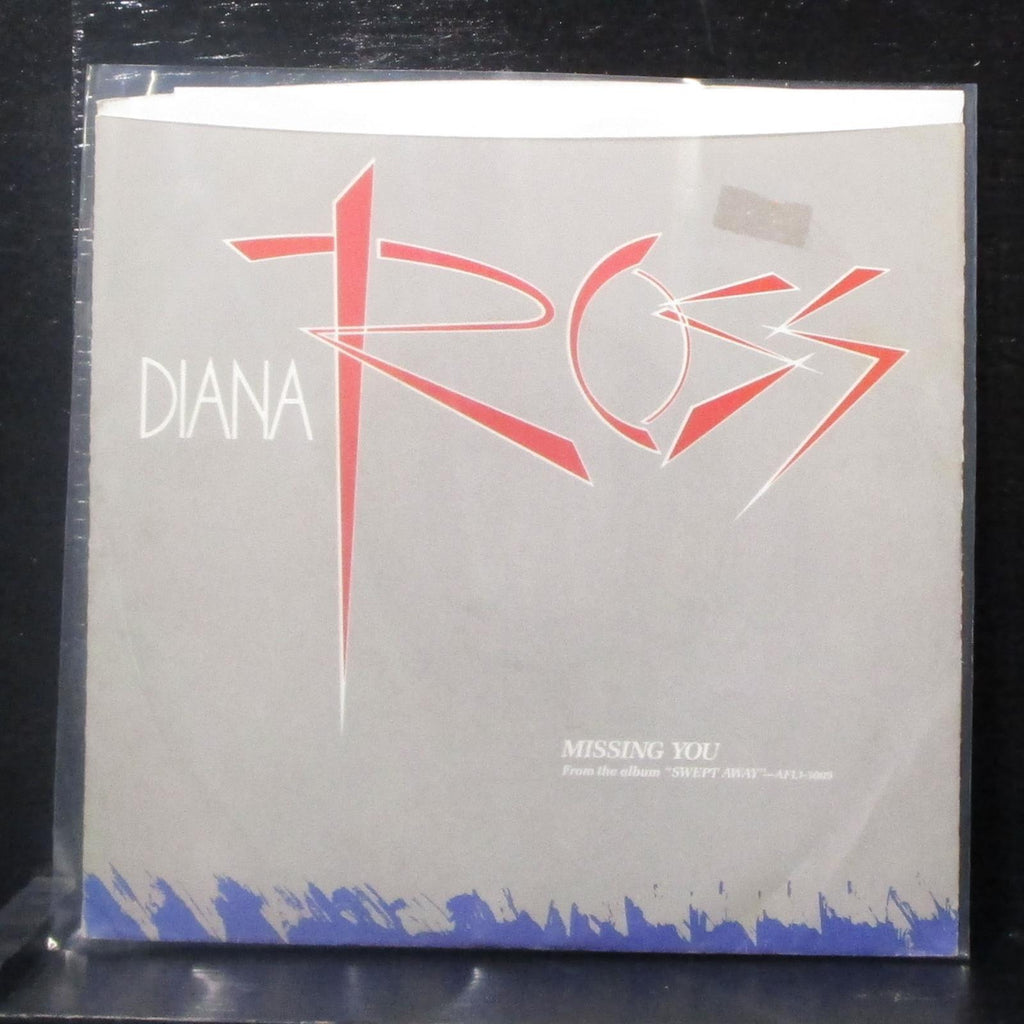 DIANA ROSS
MISSING YOU
From the album "SWEPT AWAY"—AFL1-5009